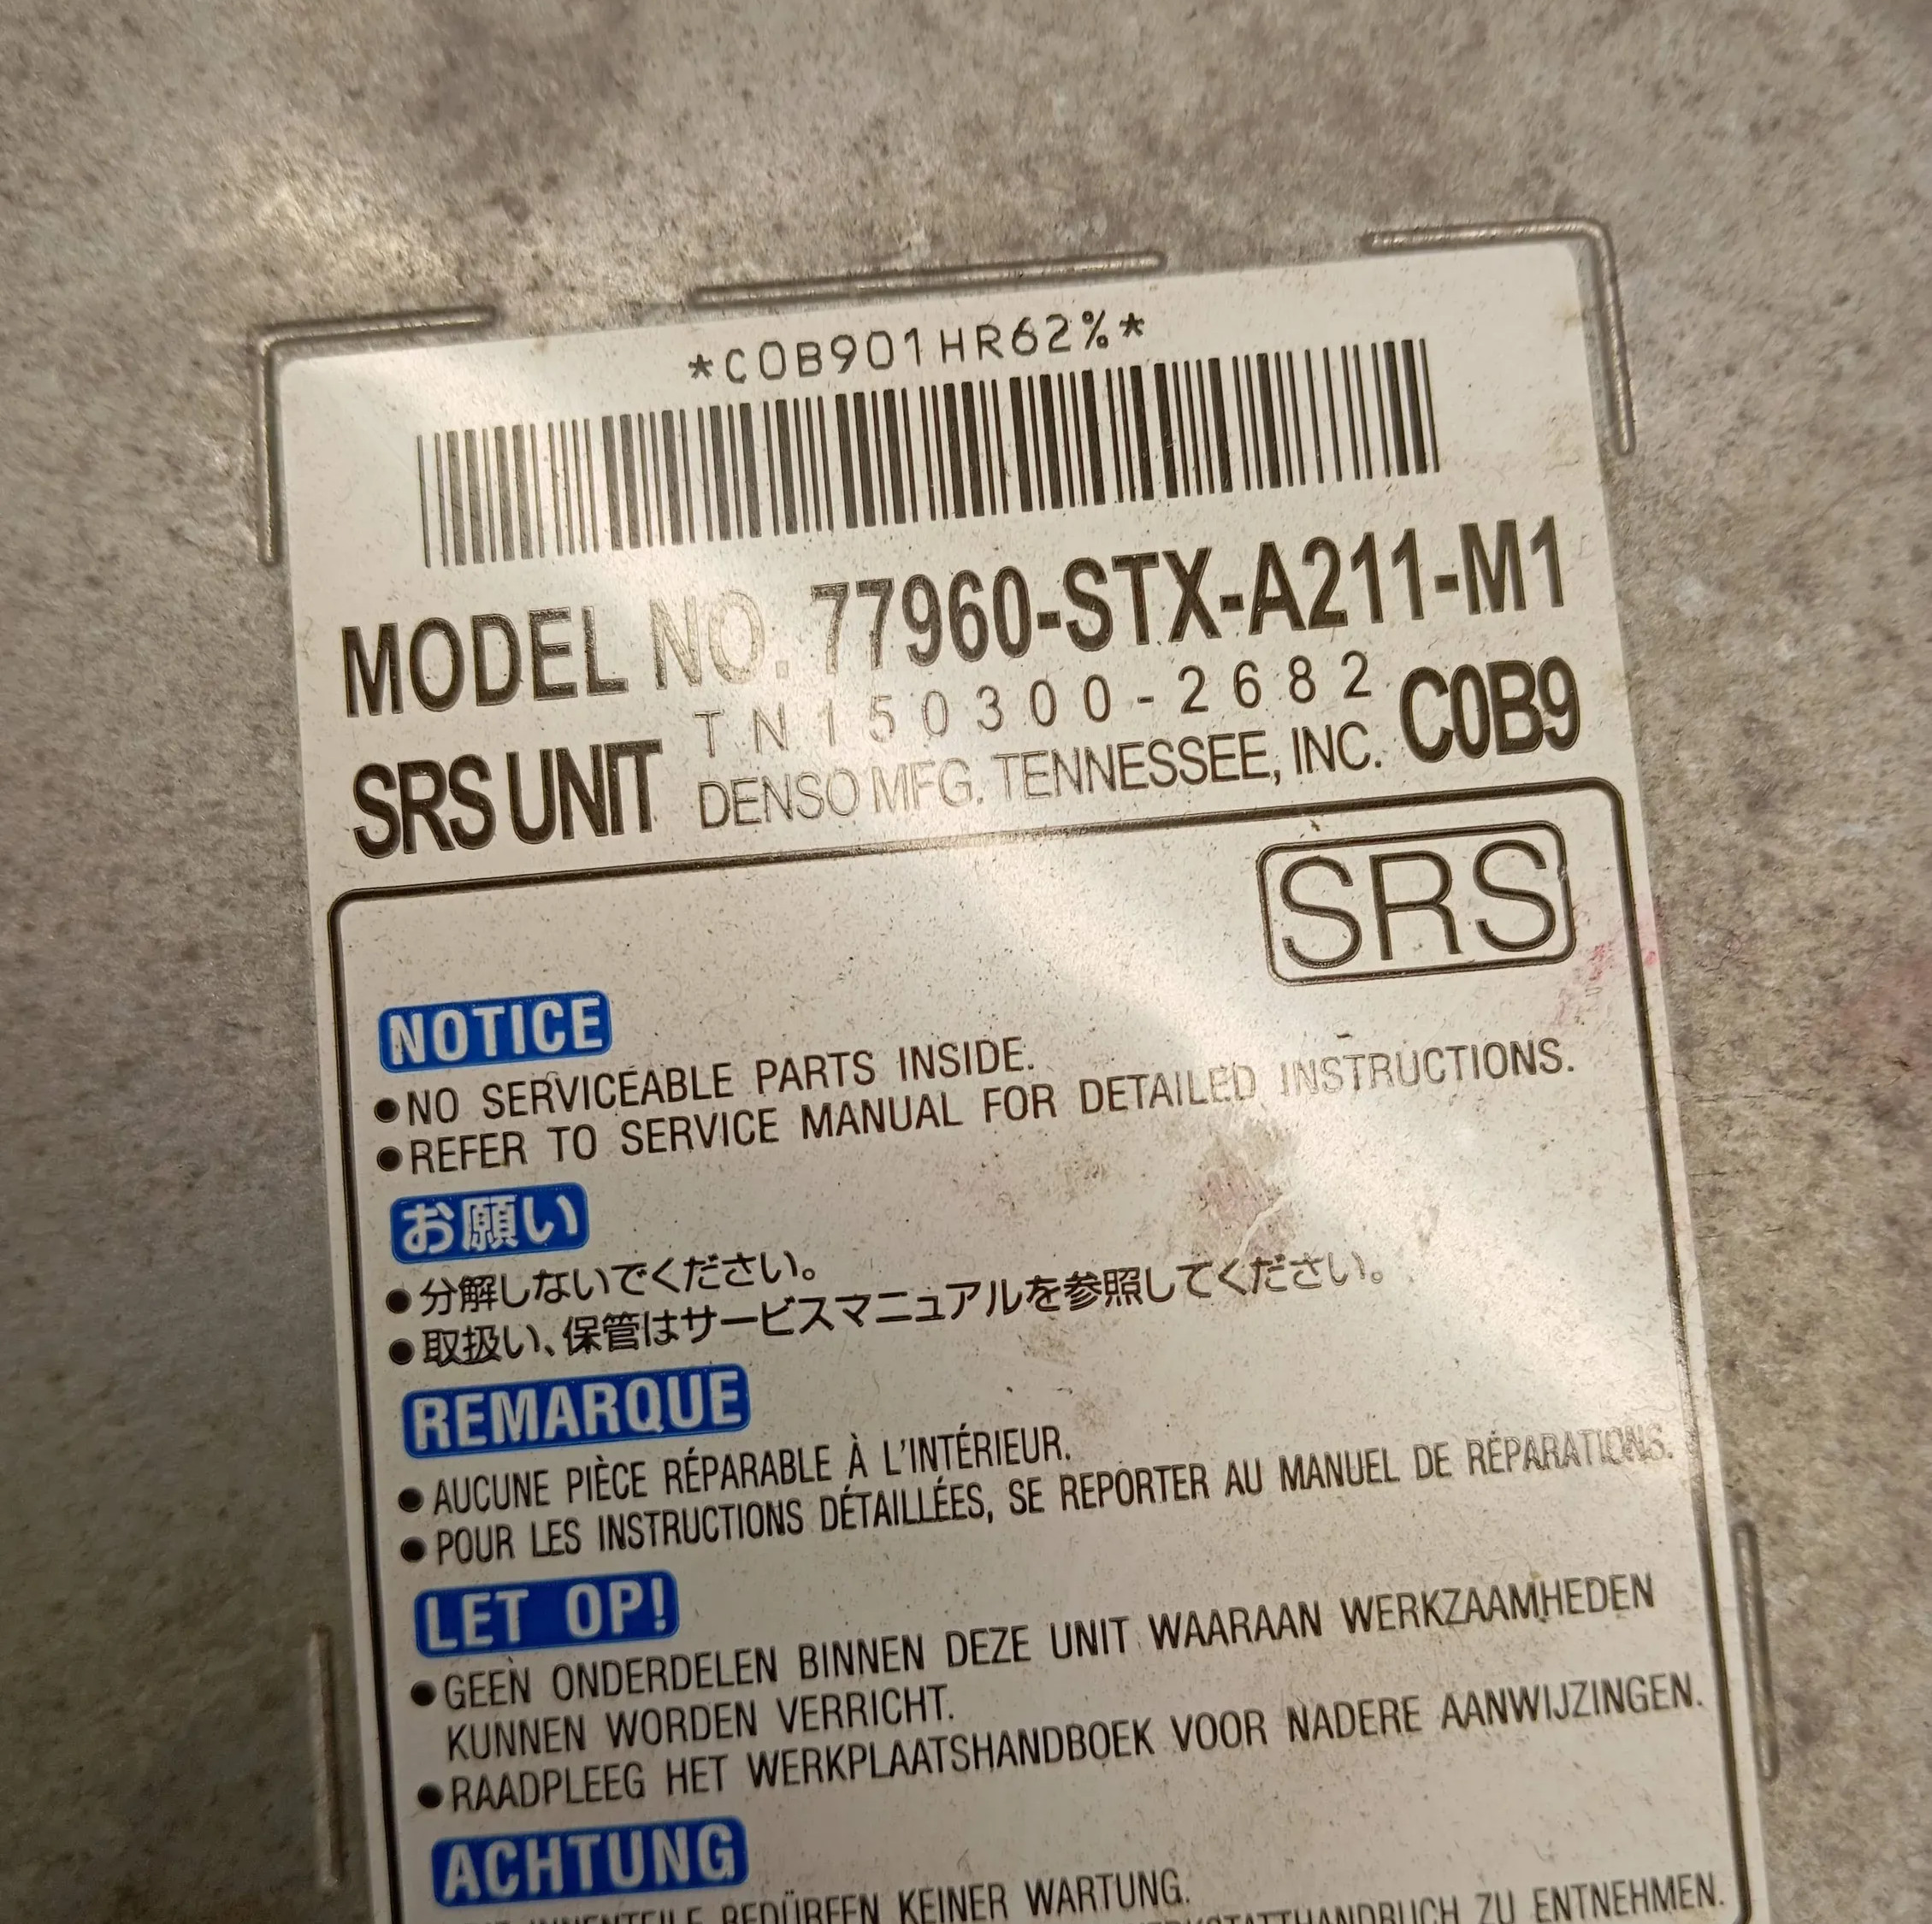 *C0B901HR62%*
MODEL NO. 77960-STX-A211-M1
SRS UNIT TN150300-2682 C0B9
DENSO MFG. TENNESSEE, INC.
SRS
NOTICE
●NO SERVICEABLE PARTS INSIDE.
●REFER TO SERVICE MANUAL FOR DETAILED INSTRUCTIONS.
お願い
●分解しないでください。
●取扱い、保管はサービスマニュアルを参照してください。
REMARQUE
●AUCUNE PIÈCE RÉPARABLE À L'INTÉRIEUR.
●POUR LES INSTRUCTIONS DÉTAILLÉES, SE REPORTER AU MANUEL DE RÉPARATIONS.
LET OP!
●GEEN ONDERDELEN BINNEN DEZE UNIT WAARAAN WERKZAAMHEDEN
KUNNEN WORDEN VERRICHT.
●RAADPLEEG HET WERKPLAATSHANDBOEK VOOR NADERE AANWIJZINGEN.
ACHTUNG
BEDÜRFEN KEINER WARTUNG.
ZU ENTNEHMEN.